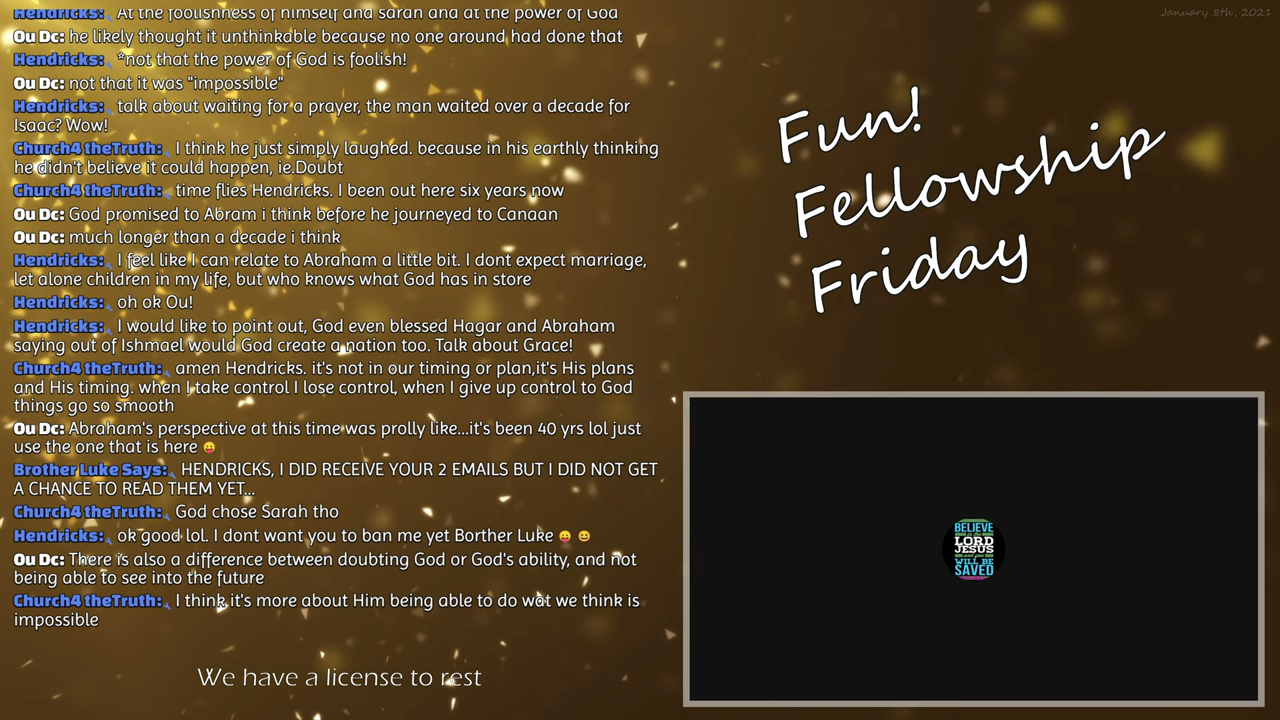 Hendricks: At the foolishness of himself and sarah and at the power of God
Ou Dc: he likely thought it unthinkable because no one around had done that
Hendricks: *not that the power of God is foolish!
Ou Dc: not that it was "impossible"
Hendricks: talk about waiting for a prayer, the man waited over a decade for
Isaac? Wow!
Church4 theTruth: I think he just simply laughed. because in his earthly thinking
he didn't believe it could happen, ie.Doubt
Church4 theTruth: time flies Hendricks. I been out here six years now
Ou Dc: God promised to Abram i think before he journeyed to Canaan
Ou Dc: much longer than a decade i think
Hendricks: I feel like I can relate to Abraham a little bit. I dont expect marriage,
let alone children in my life, but who knows what God has in store
Hendricks: oh ok Ou!
Hendricks: I would like to point out, God even blessed Hagar and Abraham
saying out of Ishmael would God create a nation too. Talk about Grace!
Church4 theTruth: amen Hendricks. it's not in our timing or plan,it's His plans
and His timing. when I take control I lose control, when I give up control to God
things go so smooth
Ou Dc: Abraham's perspective at this time was prolly like...it's been 40 yrs lol just
use the one that is here 😛
Brother Luke Says: HENDRICKS, I DID RECEIVE YOUR 2 EMAILS BUT I DID NOT GET
A CHANCE TO READ THEM YET...
Church4 theTruth: God chose Sarah tho
Hendricks: ok good lol. I dont want you to ban me yet Borther Luke 😛 😄
Ou Dc: There is also a difference between doubting God or God's ability, and not
being able to see into the future
Church4 theTruth: I think it's more about Him being able to do wat we think is
impossible
We have a license to rest
January 8th, 2021
Fun!
Fellowship
Friday
BELIEVE
in the
LORD
JESUS
and you
WILL BE
SAVED